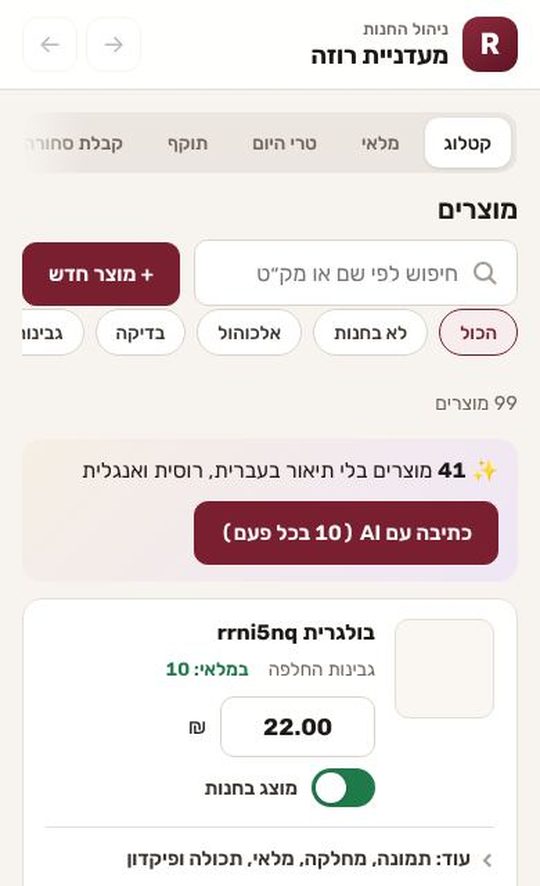 R
ניהול החנות
מעדניית רוזה
קטלוג
מלאי
טרי היום
תוקף
קבלת סחורה
מוצרים
חיפוש לפי שם או מק״ט
+ מוצר חדש
הכול
לא בחנות
אלכוהול
בדיקה
99 מוצרים
✨ 41 מוצרים בלי תיאור בעברית, רוסית ואנגלית
כתיבה עם AI (10 בכל פעם)
בולגרית rrni5nq
גבינות החלפה במלאי: 10
22.00 ₪
מוצג בחנות
עוד: תמונה, מחלקה, מלאי, תכולה ופיקדון